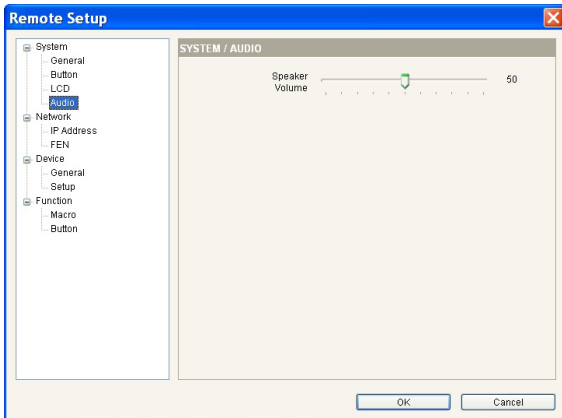 Remote Setup
System
General
Button
LCD
Audio
Network
IP Address
FEN
Device
General
Setup
Function
Macro
Button
SYSTEM / AUDIO
Speaker
Volume
50
OK
Cancel